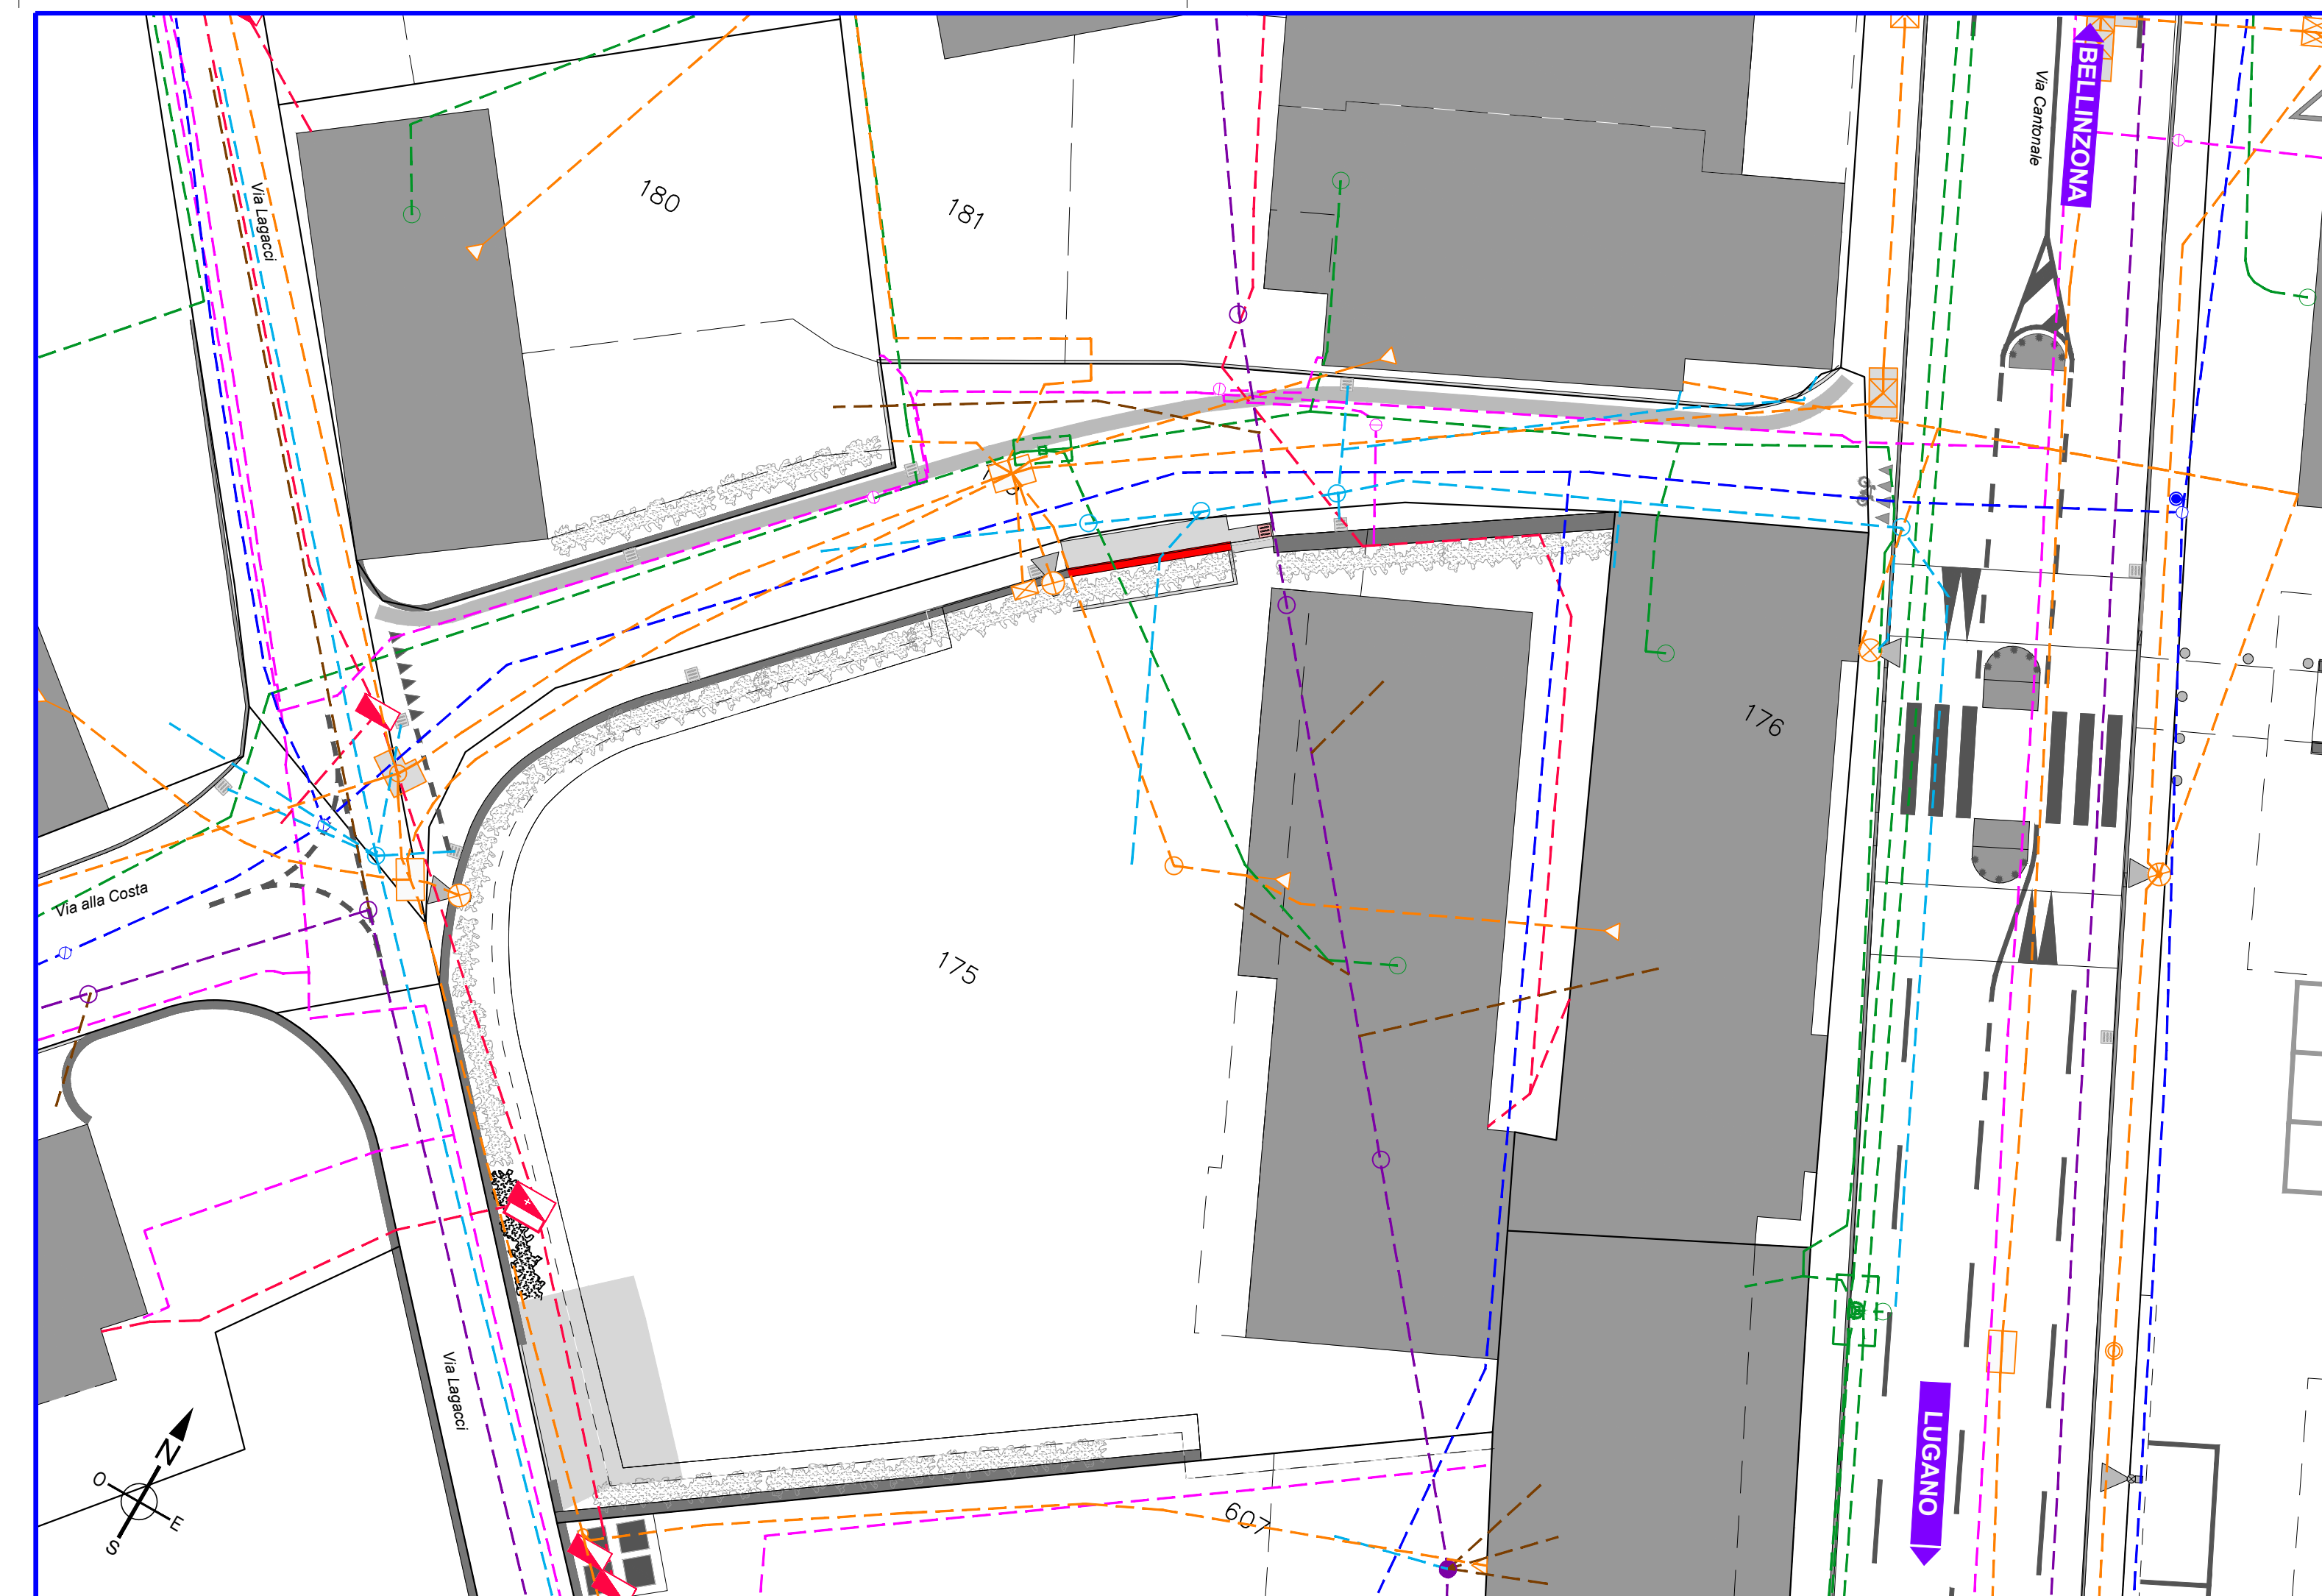 BELLINZONA
Via Cantonale
Via Lagacci
180
181
176
Via alla Costa
175
Via Lagacci
LUGANO
N
O
E
S
607